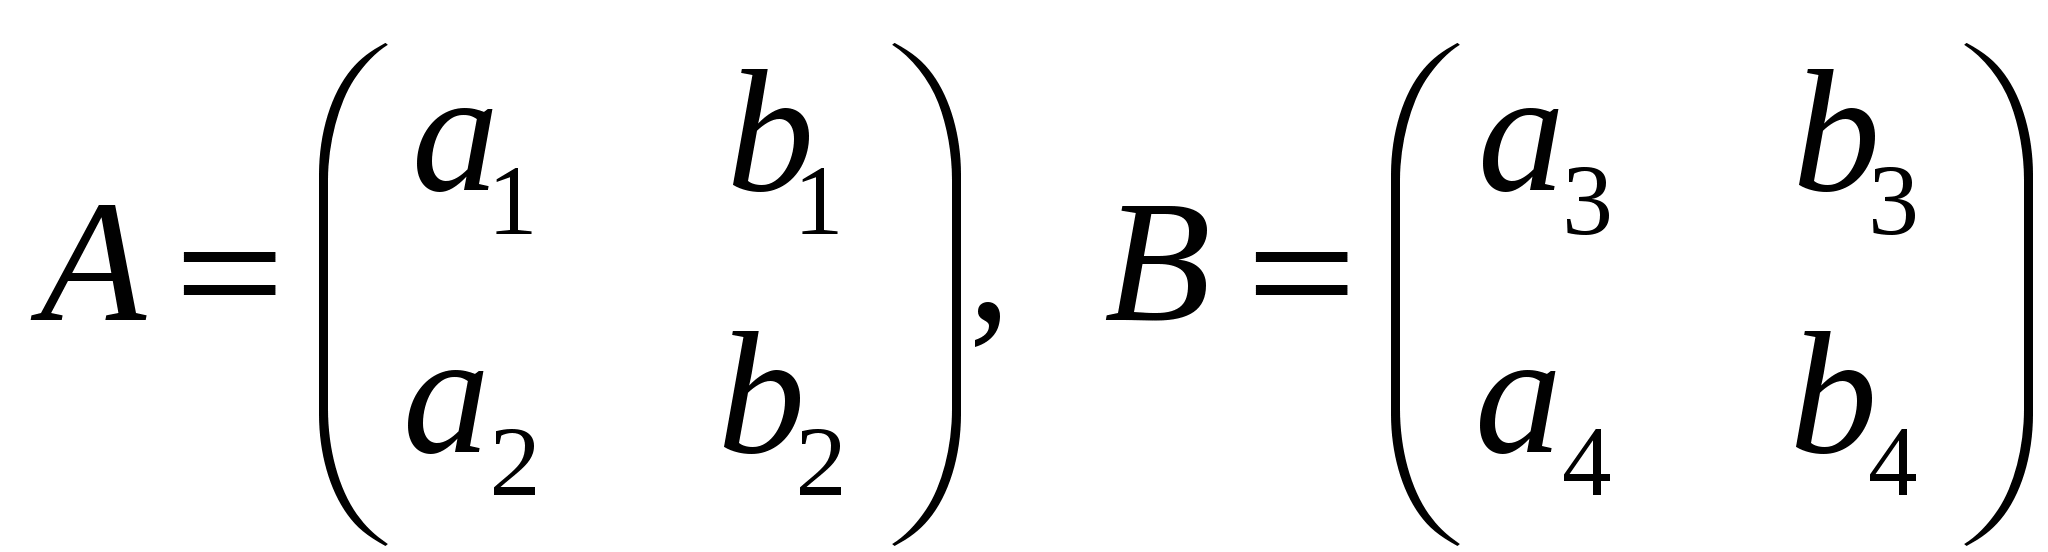 A = ( a₁ b₁ a₂ b₂ ), B = ( a₃ b₃ a₄ b₄ )